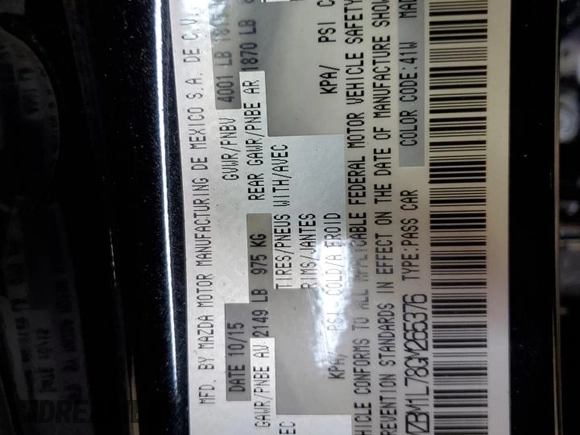 MFD. BY MAZDA MOTOR MANUFACTURING DE MEXICO S.A. DE C.V.
DATE 10/15 GVWR/PNBV 4001 LB
GAWR/PNBE AV 2149 LB 975 KG REAR GAWR/PNBE AR 1870 LB
TIRES/PNEUS WITH/AVEC
RIMS/JANTES
KPA/ PSI COLD/A FROID KPA/ PSI
VEHICLE CONFORMS TO ALL APPLICABLE FEDERAL MOTOR VEHICLE SAFETY
PREVENTION STANDARDS IN EFFECT ON THE DATE OF MANUFACTURE SHOW
TYPE:PASS CAR COLOR CODE:41W MAD